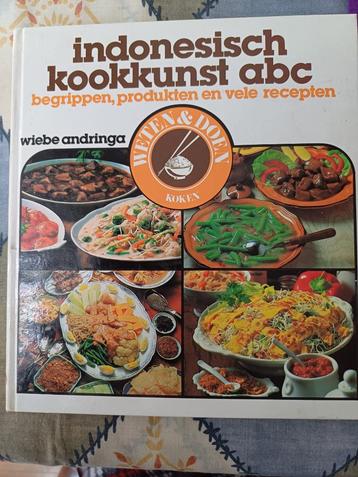 indonesisch
kookkunst abc
begrippen, produkten en vele recepten
wiebe andringa
WETEN & DOEN
KOKEN